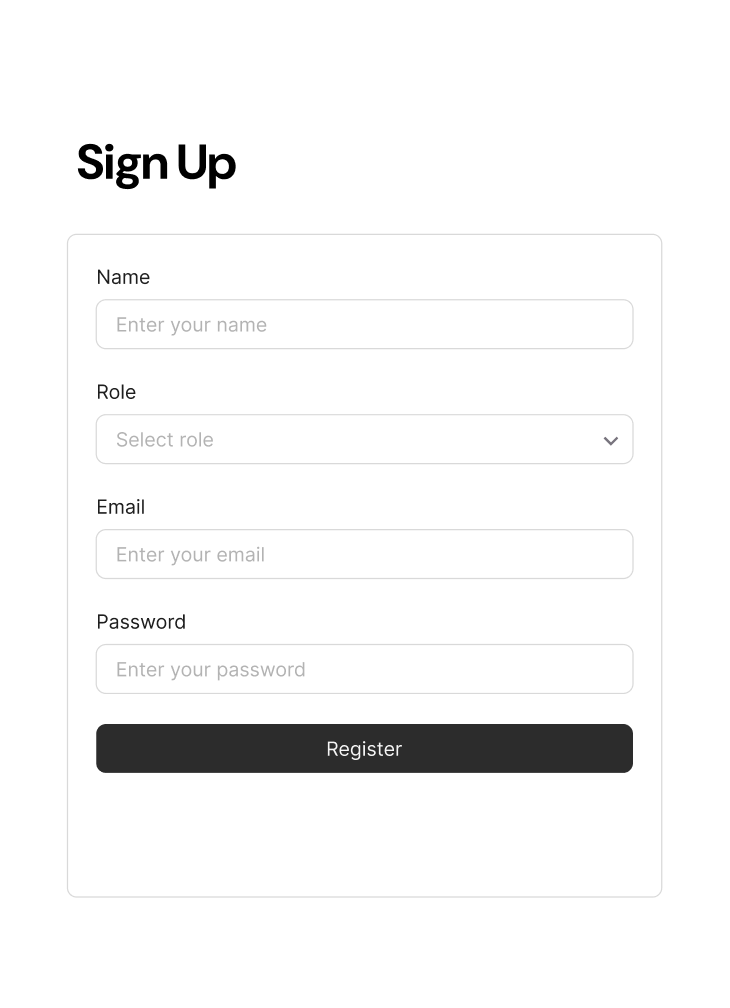 Sign Up
Name
Enter your name
Role
Select role
Email
Enter your email
Password
Enter your password
Register